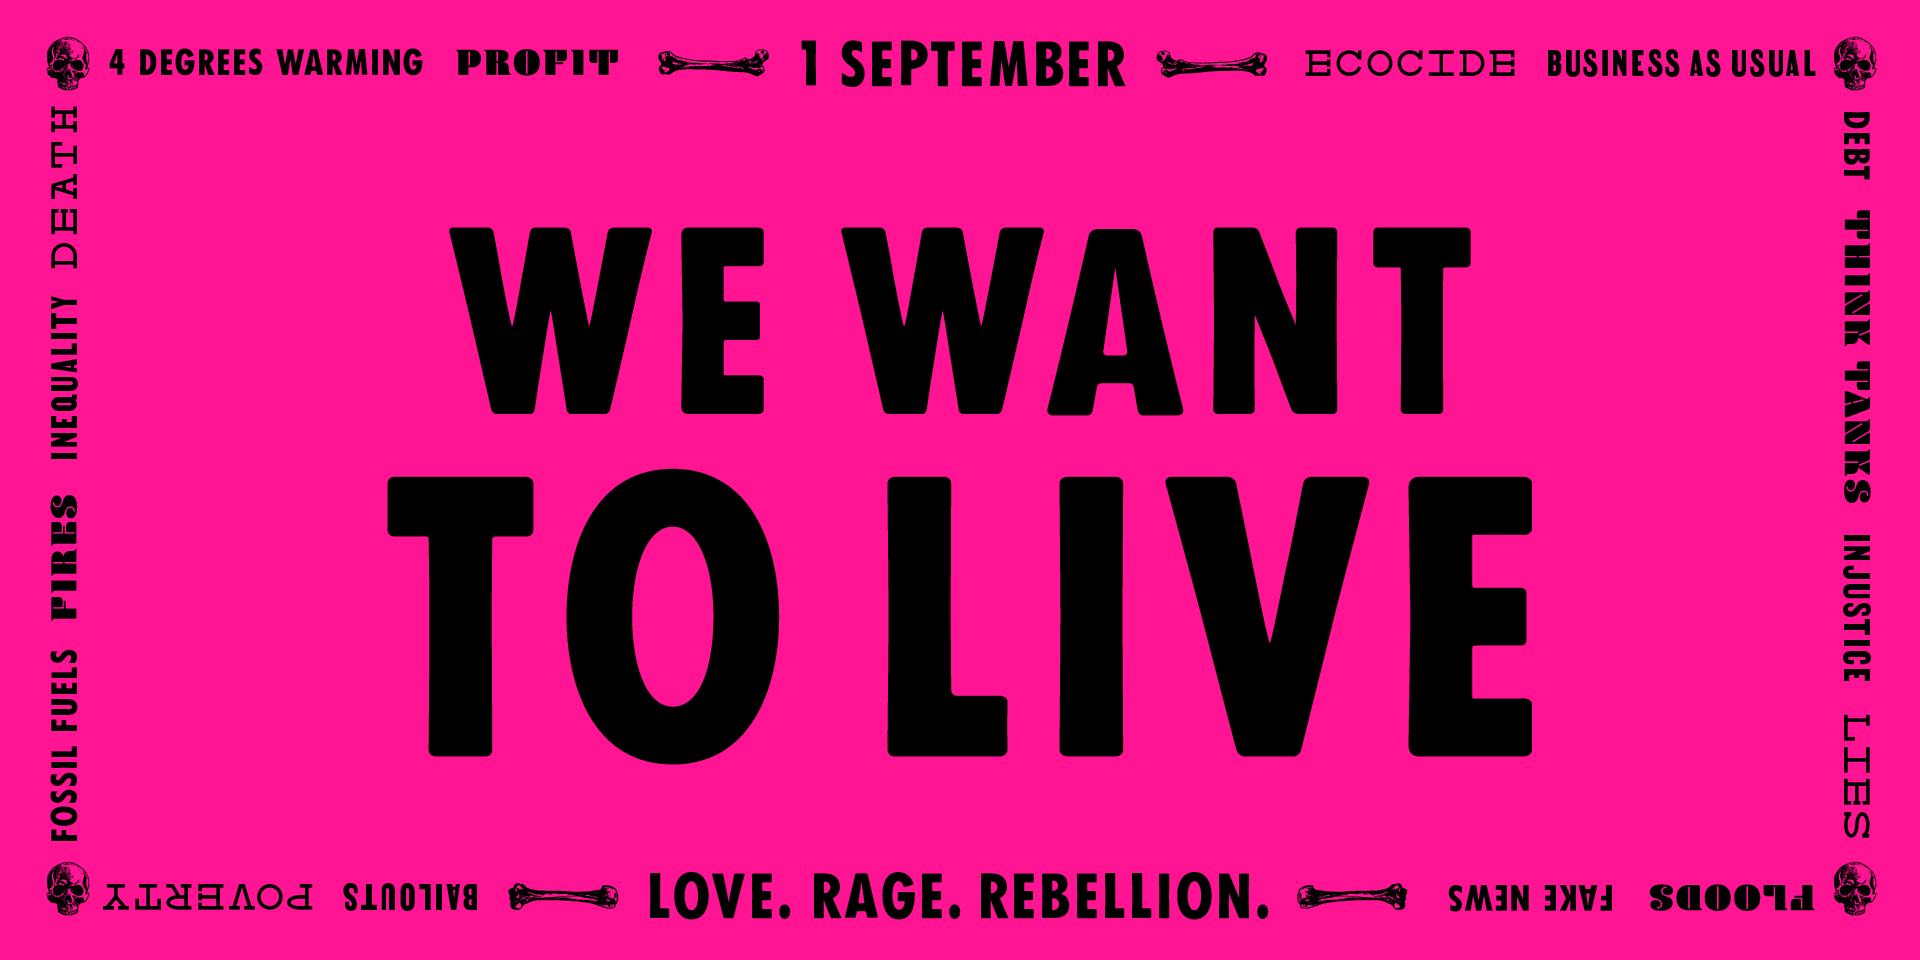 4 DEGREES WARMING PROFIT 1 SEPTEMBER ECOCIDE BUSINESS AS USUAL
DEBT THINK TANKS INJUSTICE LIES
WE WANT
TO LIVE
FLOODS FAKE NEWS
LOVE. RAGE. REBELLION.
BAILOUTS POVERTY
FOSSIL FUELS FIRES INEQUALITY DEATH